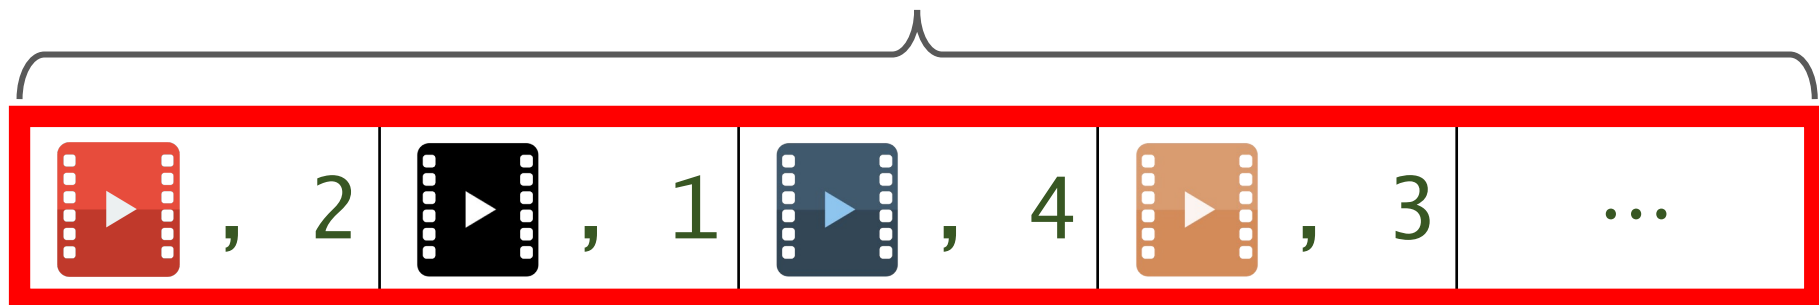 , 2 , 1 , 4 , 3 ...